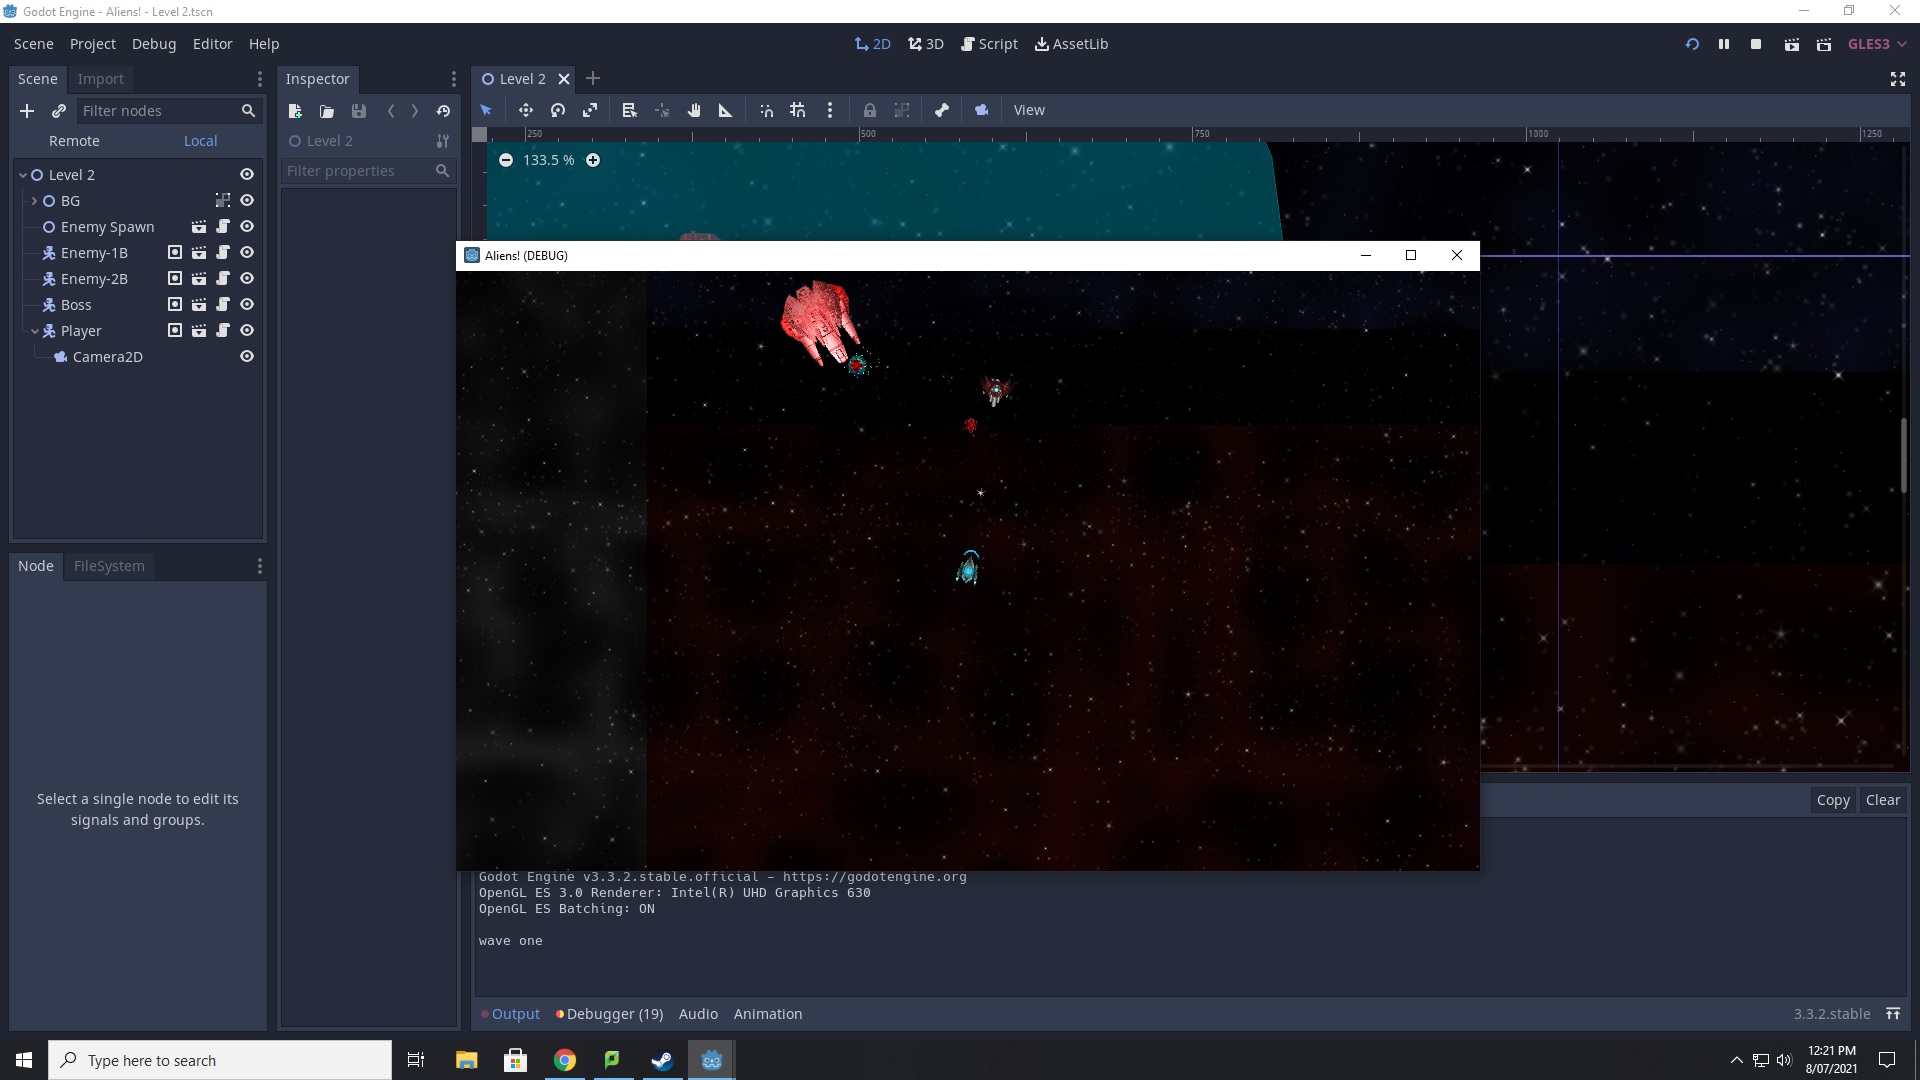 Godot Engine - Aliens! - Level 2.tscn
Scene Project Debug Editor Help
2D 3D Script AssetLib
GLES3
Scene Import
Inspector
Level 2
Filter nodes
View
Remote Local
Level 2
Filter properties
250 500 750 1000 1250
133.5 %
Level 2
BG
Enemy Spawn
Enemy-1B
Enemy-2B
Boss
Player
Camera2D
Aliens! (DEBUG)
Node FileSystem
Select a single node to edit its
signals and groups.
Copy Clear
Godot Engine v3.3.2.stable.official - https://godotengine.org
OpenGL ES 3.0 Renderer: Intel(R) UHD Graphics 630
OpenGL ES Batching: ON
wave one
Output Debugger (19) Audio Animation
3.3.2.stable
Type here to search
12:21 PM
8/07/2021